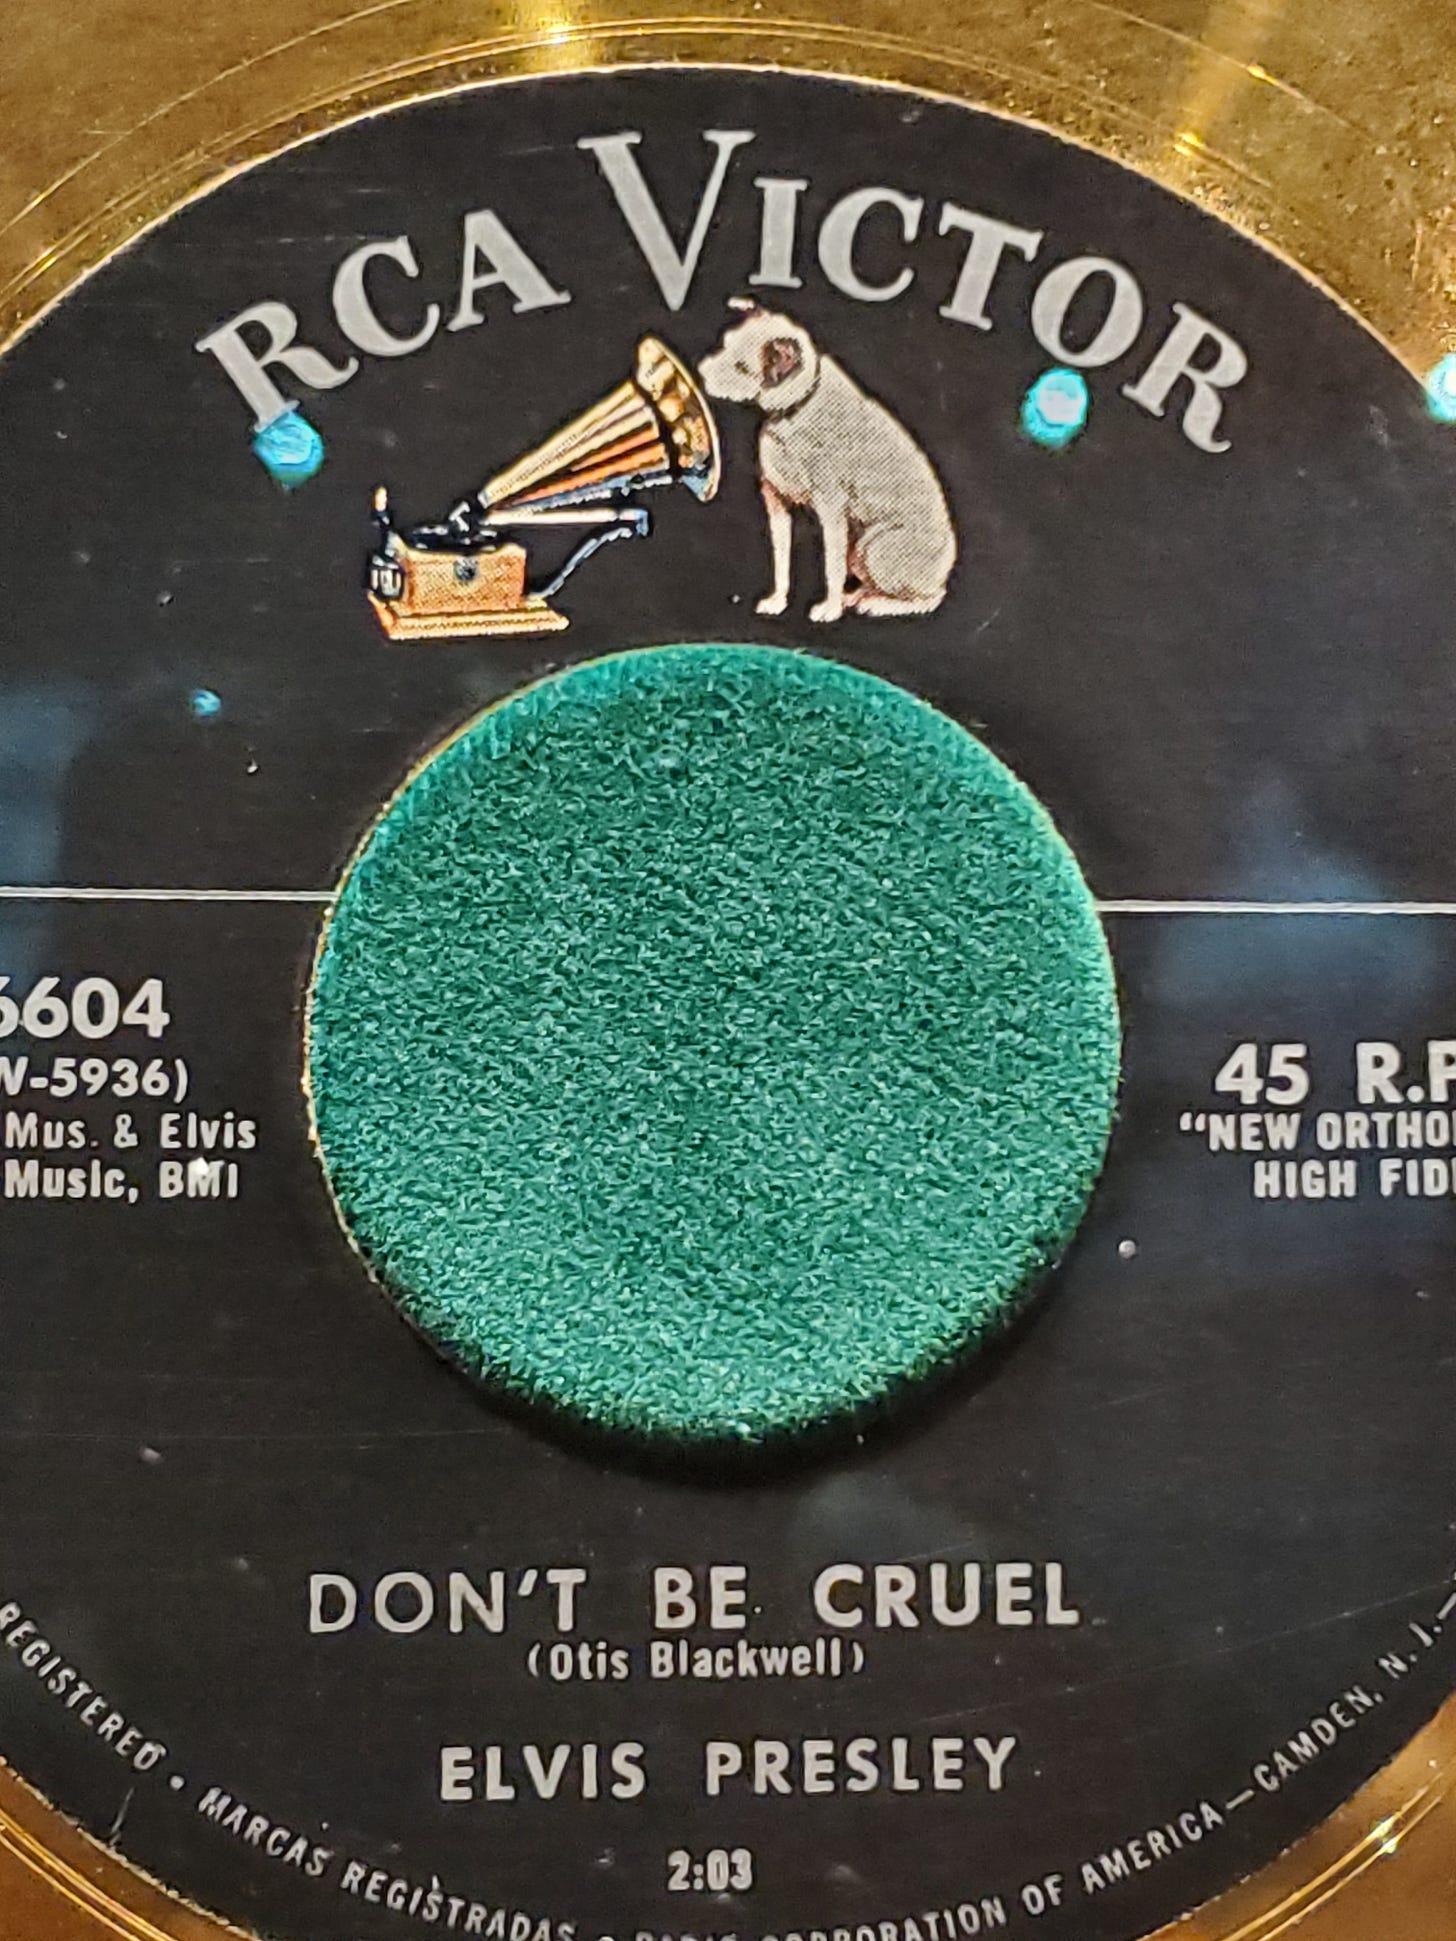 RCA VICTOR
6604
W-5936)
Mus. & Elvis
Music, BMI
45 R.P
"NEW ORTHO
HIGH FID
DON'T BE CRUEL
(Otis Blackwell)
ELVIS PRESLEY
2:03
REGISTERED • MARCAS REGISTRADAS • RADIO CORPORATION OF AMERICA—CAMDEN, N. J.—